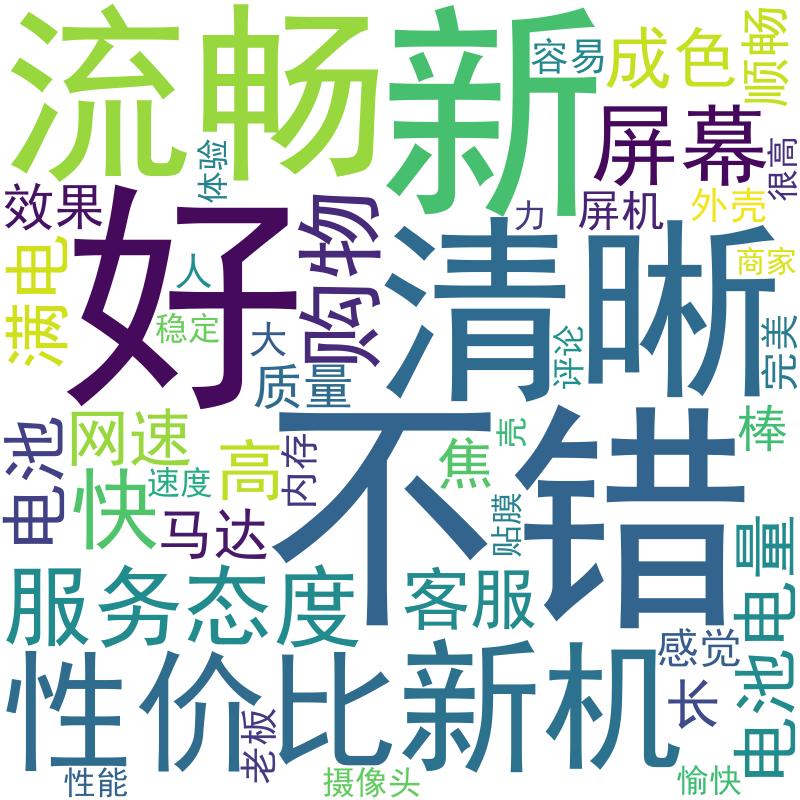 流畅
新
容易
成色
顺畅
屏幕
很高
体验
效果
好
购物
力
屏机
外壳
清晰
商家
满电
人
稳定
大
质量
评论
完美
不错
电池
网速
高
内存
焦
壳
棒
快
速度
马达
贴膜
服务态度
客服
电池电量
性价比
新机
感觉
长
老板
性能
摄像头
愉快